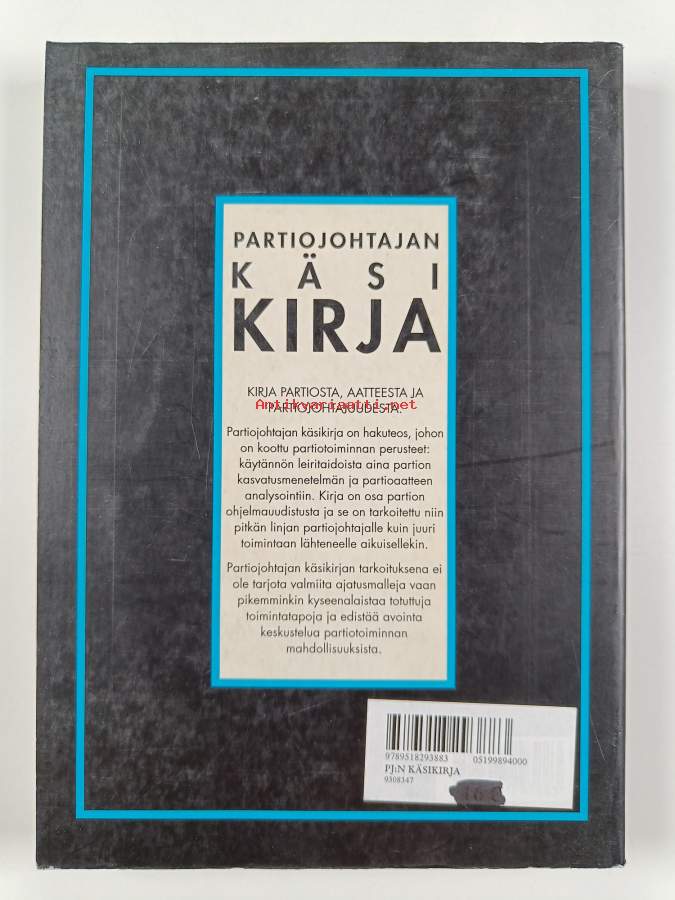 PARTIOJOHTAJAN
KÄSI
KIRJA
KIRJA PARTIOSTA, AATTEESTA JA
Antikvariaatti.net
PARTIOJOHTAJUUDESTA.
Partiojohtajan käsikirja on hakuteos, johon
on koottu partiotoiminnan perusteet:
käytännön leiritaidoista aina partion
kasvatusmenetelmän ja partioaatteen
analysointiin. Kirja on osa partion
ohjelmauudistusta ja se on tarkoitettu niin
pitkän linjan partiojohtajalle kuin juuri
toimintaan lähteneelle aikuisellekin.
Partiojohtajan käsikirjan tarkoituksena ei
ole tarjota valmiita ajatusmalleja vaan
pikemminkin kyseenalaistaa totuttuja
toimintatapoja ja edistää avointa
keskustelua partiotoiminnan
mahdollisuuksista.
9789518293883 05199894000
PJ:N KÄSIKIRJA
9308347